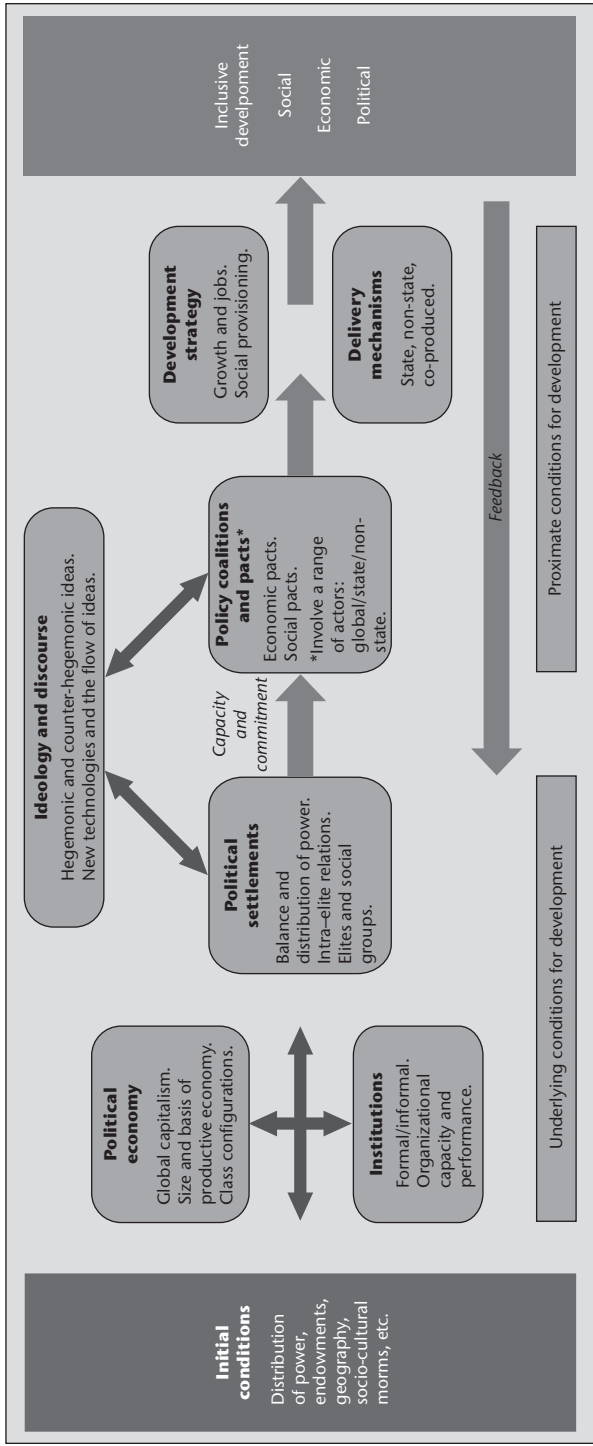 Initial
conditions
Distribution
of power,
endowments,
geography,
socio-cultural
morms, etc.
Political
economy
Global capitalism.
Size and basis of
productive economy.
Class configurations.
Institutions
Formal/informal.
Organizational
capacity and
performance.
Ideology and discourse
Hegemonic and counter-hegemonic ideas.
New technologies and the flow of ideas.
Political
settlements
Balance and
distribution of power.
Intra–elite relations.
Elites and social
groups.
Capacity
and
commitment
Policy coalitions
and pacts*
Economic pacts.
Social pacts.
*Involve a range
of actors:
global/state/non-
state.
Development
strategy
Growth and jobs.
Social provisioning.
Delivery
mechanisms
State, non-state,
co-produced.
Inclusive
develpoment
Social
Economic
Political
Feedback
Underlying conditions for development
Proximate conditions for development